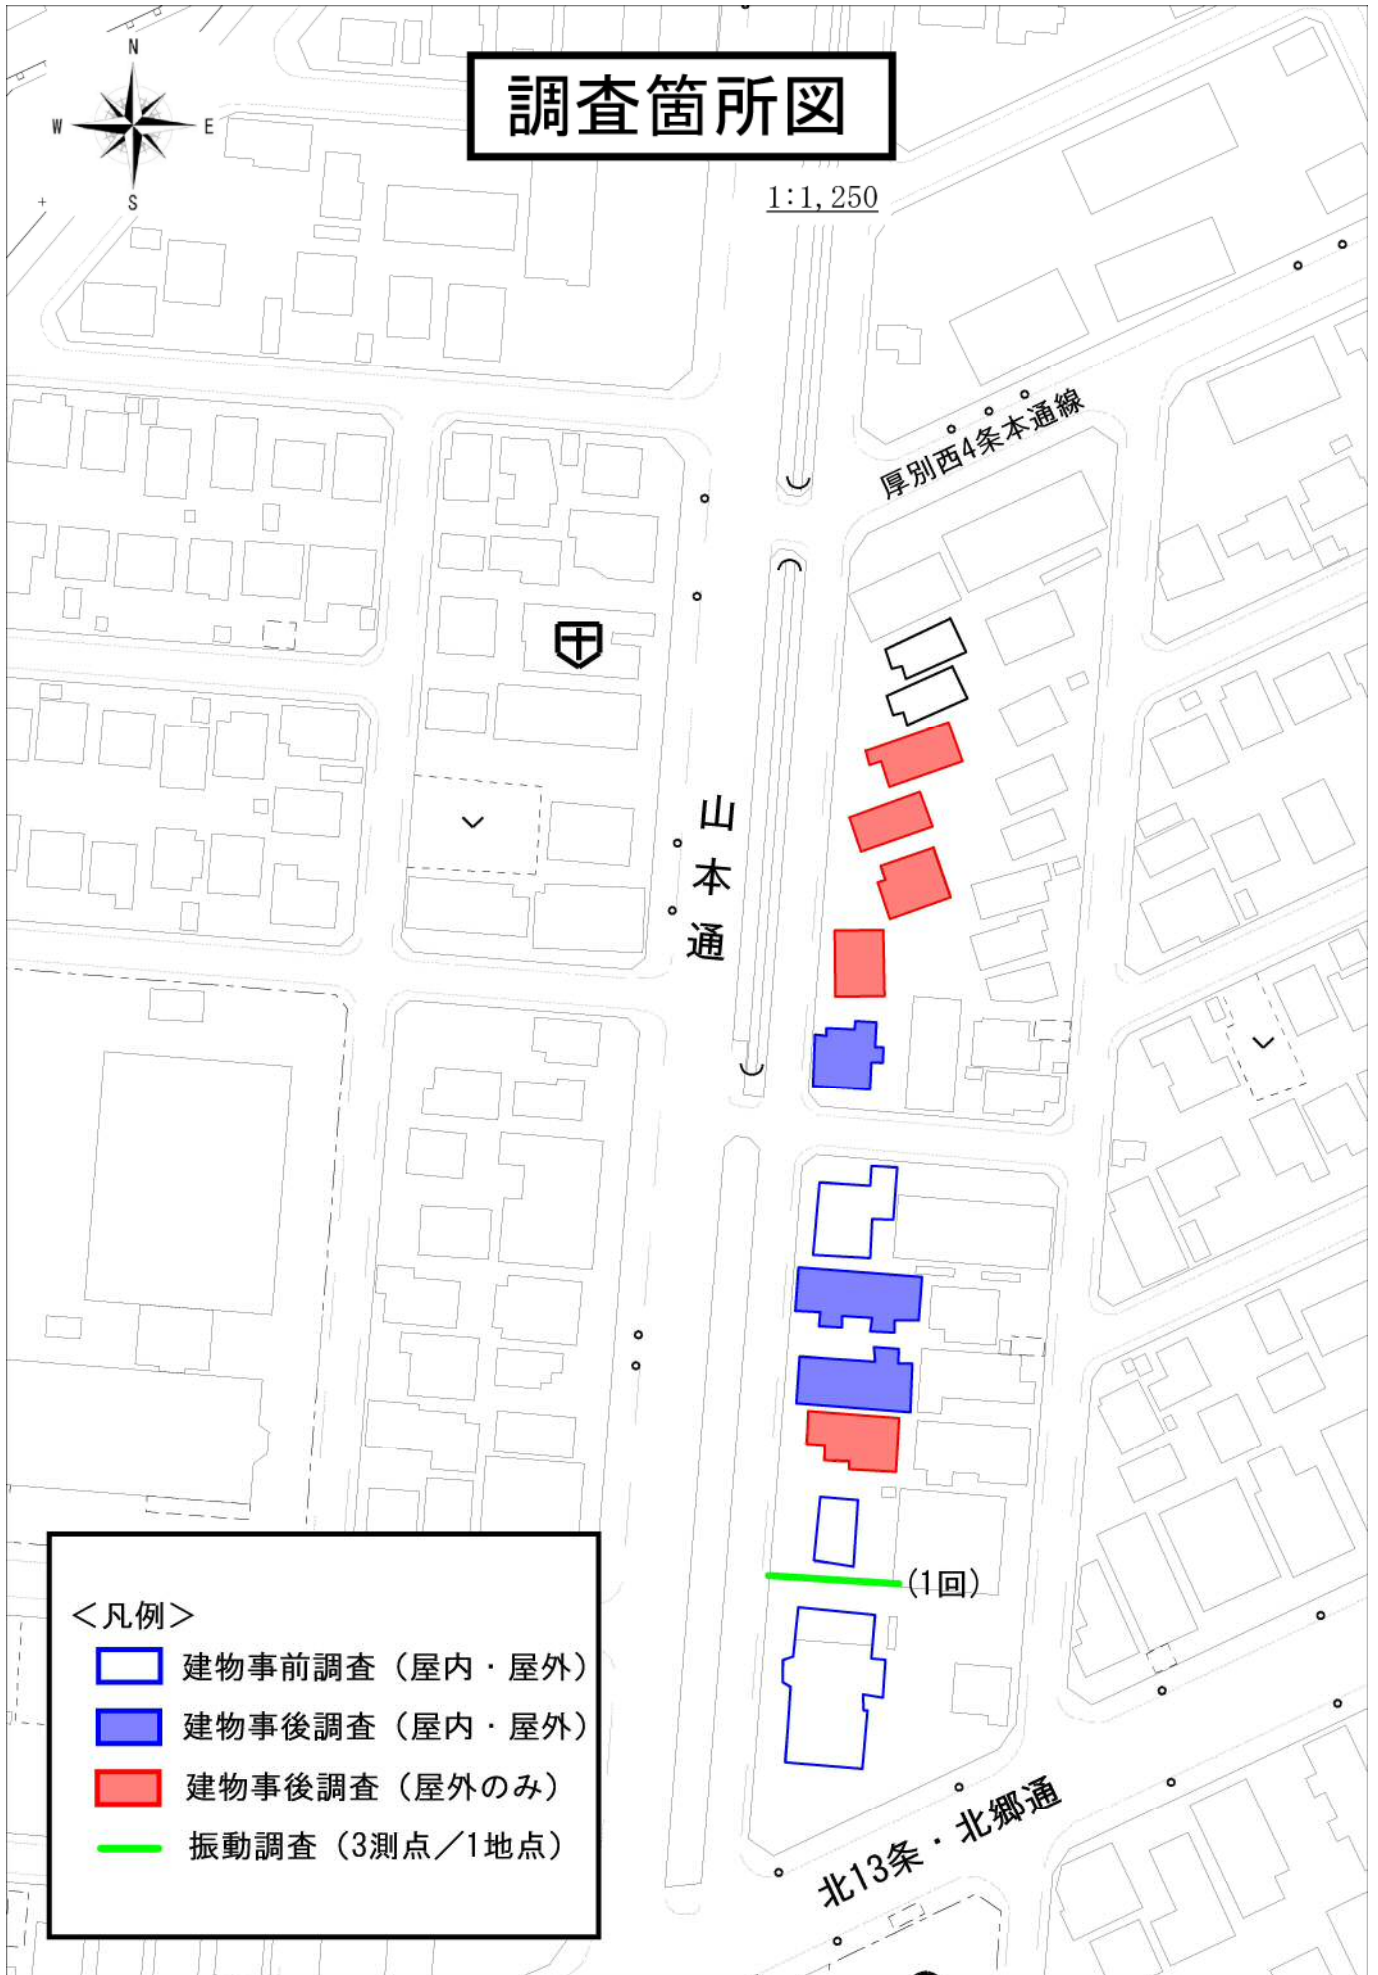 調査箇所図
1:1,250
N
W
E
S
厚別西4条本通線
山本通
(1回)
北13条・北郷通
＜凡例＞
建物事前調査（屋内・屋外）
建物事後調査（屋内・屋外）
建物事後調査（屋外のみ）
振動調査（3測点／1地点）